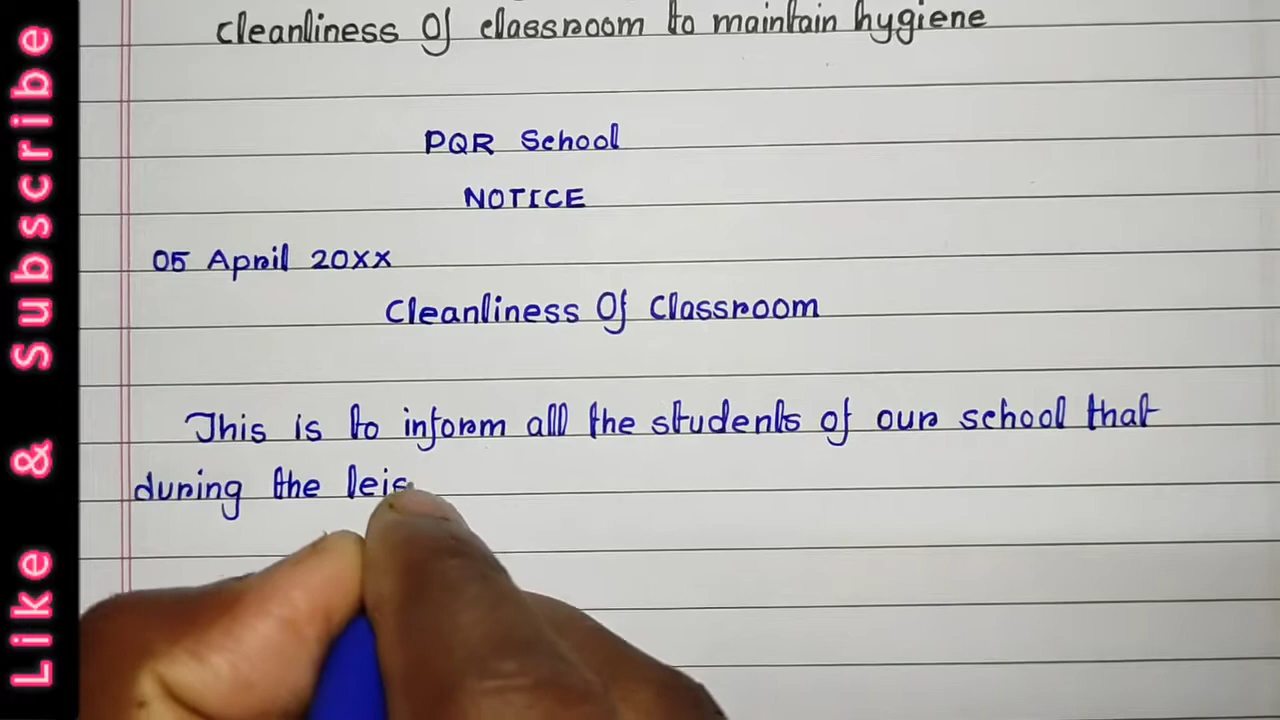 cleanliness Of classroom to maintain hygiene
PQR School
NOTICE
05 April 20XX
Cleanliness Of Classroom
This is to inform all the students of our school that
during the leis
Like & Subscribe